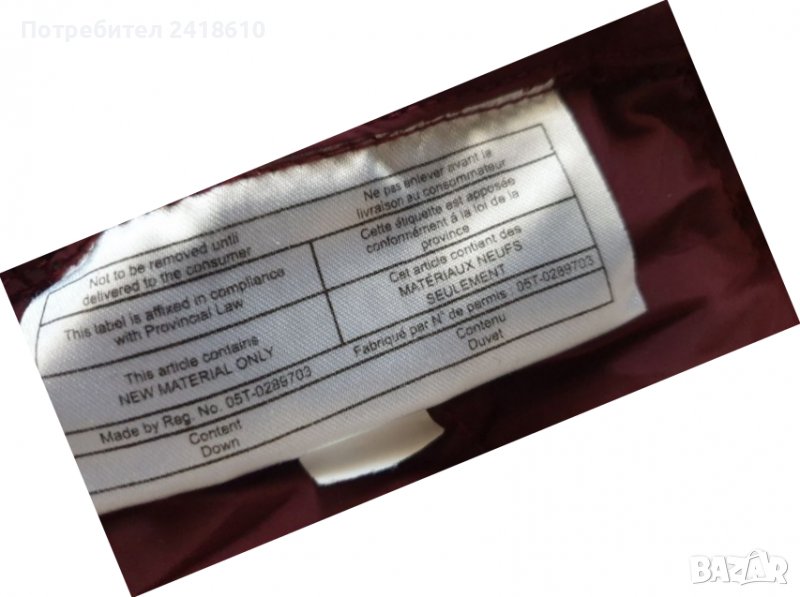 Потребител 2418610
Not to be removed until
delivered to the consumer
Ne pas enlever avant la
livraison au consommateur
This label is affixed in compliance
with Provincial Law
Cette étiquette est apposée
conformément à la loi de la
province
This article contains
NEW MATERIAL ONLY
Cet article contient des
MATÉRIAUX NEUFS
SEULEMENT
Made by Reg. No. 05T-0289703
Fabriqué par N° de permis : 05T-0289703
Content
Down
Contenu
Duvet
BAZAR